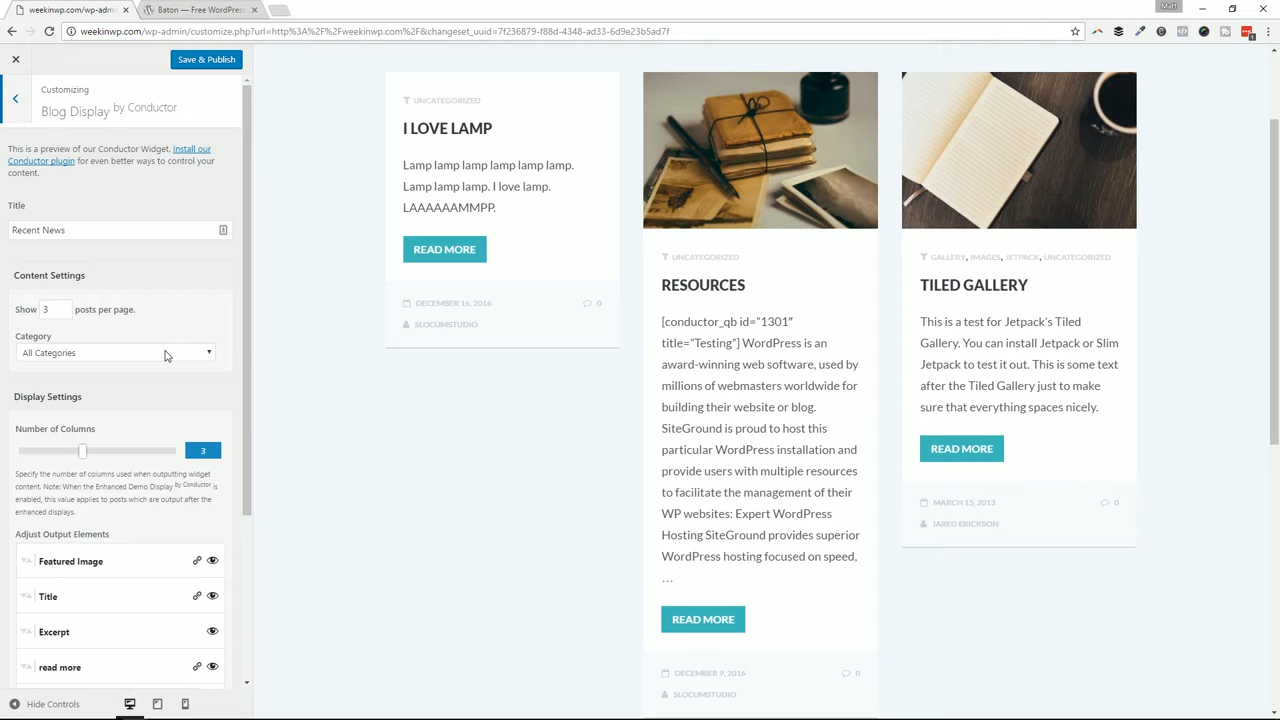 weekinwp.com/wp-admin/
Baton — Free WordPress
Matt
weekinwp.com/wp-admin/customize.php?url=http%3A%2F%2Fweekinwp.com%2F&changeset_uuid=7f236879-f88d-4348-ad33-6d9e23b5ad7f
Save & Publish
Customizing
Blog Display by Conductor
This is a preview of our Conductor Widget. Install our
Conductor plugin for even better ways to control your
content.
Title
Recent News
Content Settings
Show 3 posts per page.
Category
All Categories
Display Settings
Number of Columns
3
Specify the number of columns used when outputting widget
content. Note: When the Enhanced Demo Display by Conductor is
enabled, this value applies to posts which are output after the
enhanced displays.
Adjust Output Elements
Featured Image
Title
Excerpt
read more
Hide Controls
UNCATEGORIZED
I LOVE LAMP
Lamp lamp lamp lamp lamp lamp.
Lamp lamp lamp. I love lamp.
LAAAAAAMMPP.
READ MORE
DECEMBER 16, 2016
0
SLOCUMSTUDIO
UNCATEGORIZED
RESOURCES
[conductor_qb id="1301″
title="Testing"] WordPress is an
award-winning web software, used by
millions of webmasters worldwide for
building their website or blog.
SiteGround is proud to host this
particular WordPress installation and
provide users with multiple resources
to facilitate the management of their
WP websites: Expert WordPress
Hosting SiteGround provides superior
WordPress hosting focused on speed,
…
READ MORE
DECEMBER 9, 2016
0
SLOCUMSTUDIO
GALLERY, IMAGES, JETPACK, UNCATEGORIZED
TILED GALLERY
This is a test for Jetpack's Tiled
Gallery. You can install Jetpack or Slim
Jetpack to test it out. This is some text
after the Tiled Gallery just to make
sure that everything spaces nicely.
READ MORE
MARCH 15, 2013
0
JARED ERICKSON